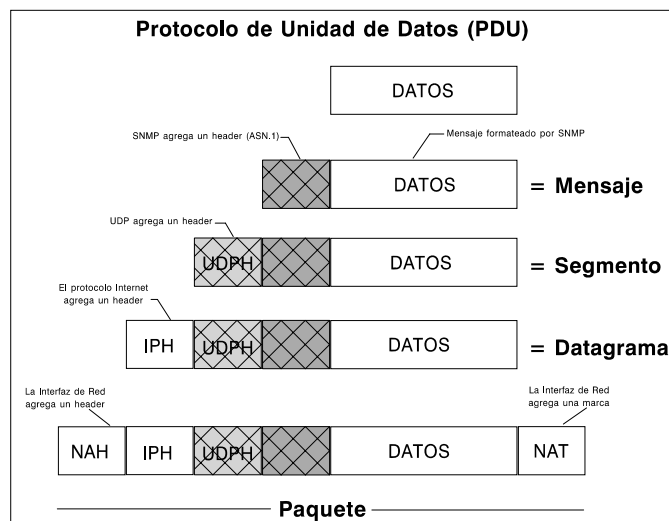 Protocolo de Unidad de Datos (PDU)
DATOS
SNMP agrega un header (ASN.1)
Mensaje formateado por SNMP
DATOS
= Mensaje
UDP agrega un header
UDPH
DATOS
= Segmento
El protocolo Internet
agrega un header
IPH
UDPH
DATOS
= Datagrama
La Interfaz de Red
agrega un header
La Interfaz de Red
agrega una marca
NAH
IPH
UDPH
DATOS
NAT
Paquete